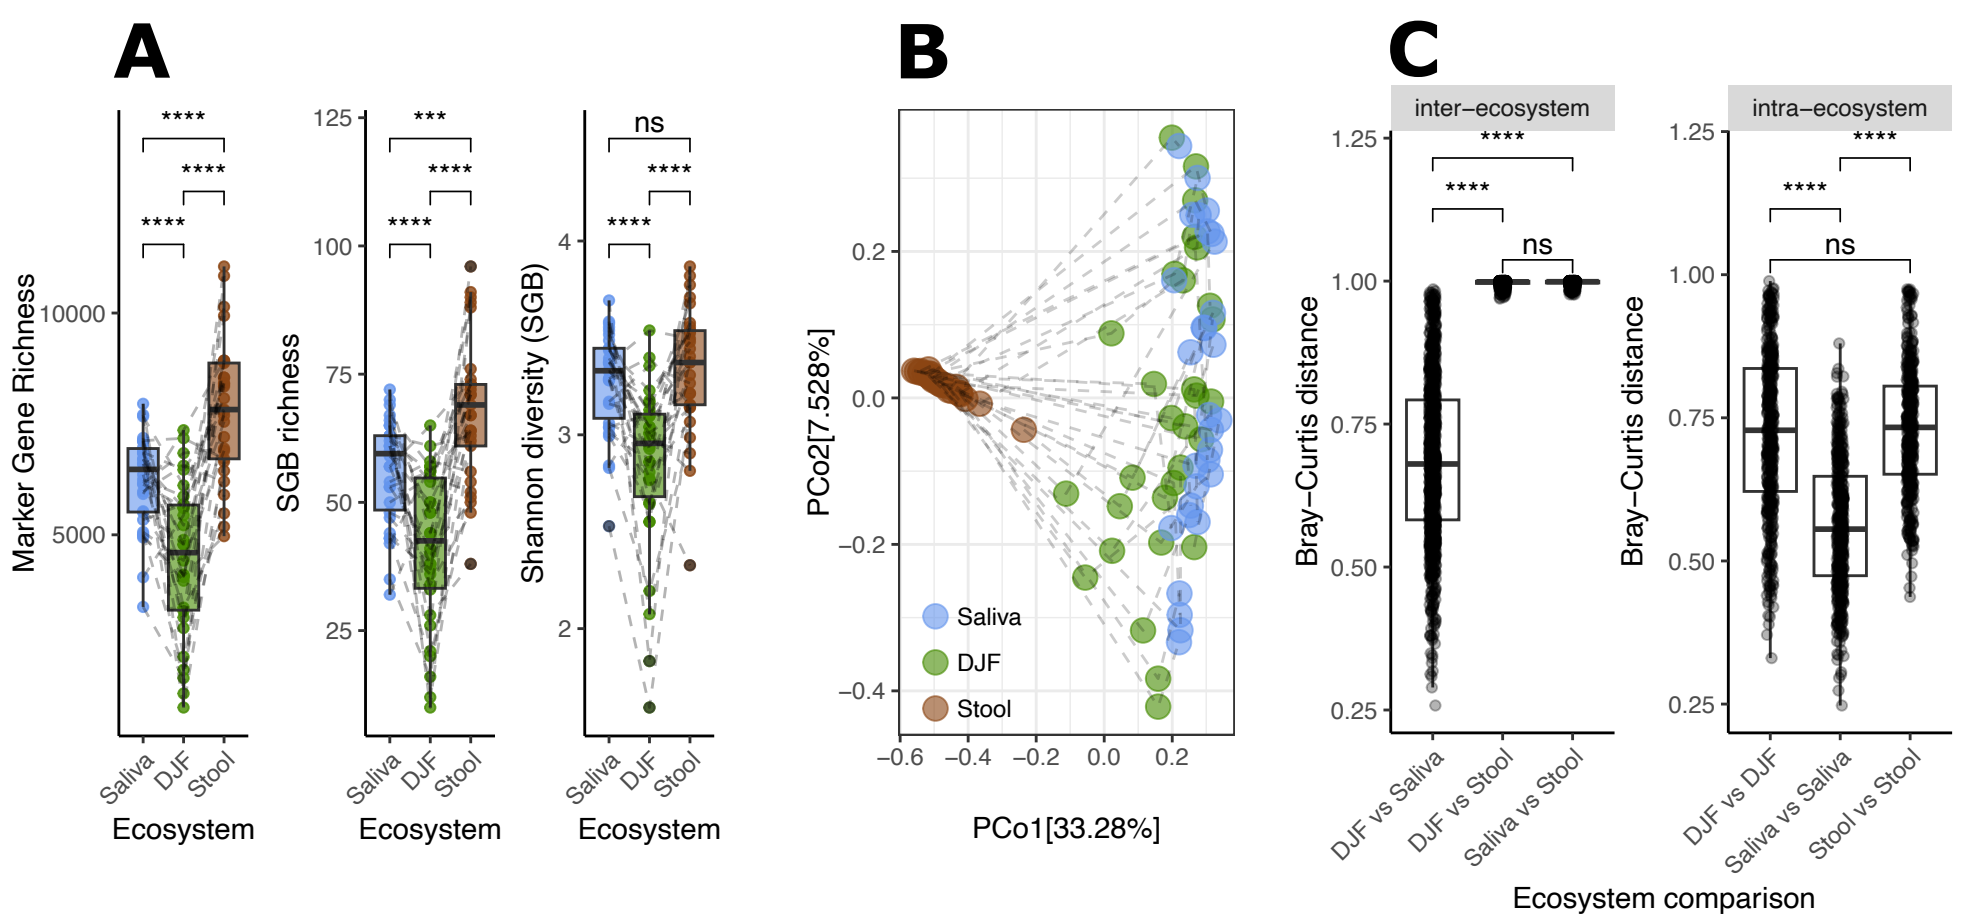 A
B
C
Marker Gene Richness
10000
5000
****
****
****
Saliva
DJF
Stool
Ecosystem
SGB richness
125
100
75
50
25
***
****
****
Saliva
DJF
Stool
Ecosystem
Shannon diversity (SGB)
4
3
2
ns
****
****
Saliva
DJF
Stool
Ecosystem
PCo2[7.528%]
0.2
0.0
−0.2
−0.4
Saliva
DJF
Stool
−0.6
−0.4
−0.2
0.0
0.2
PCo1[33.28%]
inter−ecosystem
Bray−Curtis distance
1.25
1.00
0.75
0.50
0.25
****
****
ns
DJF vs Saliva
DJF vs Stool
Saliva vs Stool
intra−ecosystem
Bray−Curtis distance
1.25
1.00
0.75
0.50
0.25
****
****
ns
DJF vs DJF
Saliva vs Saliva
Stool vs Stool
Ecosystem comparison